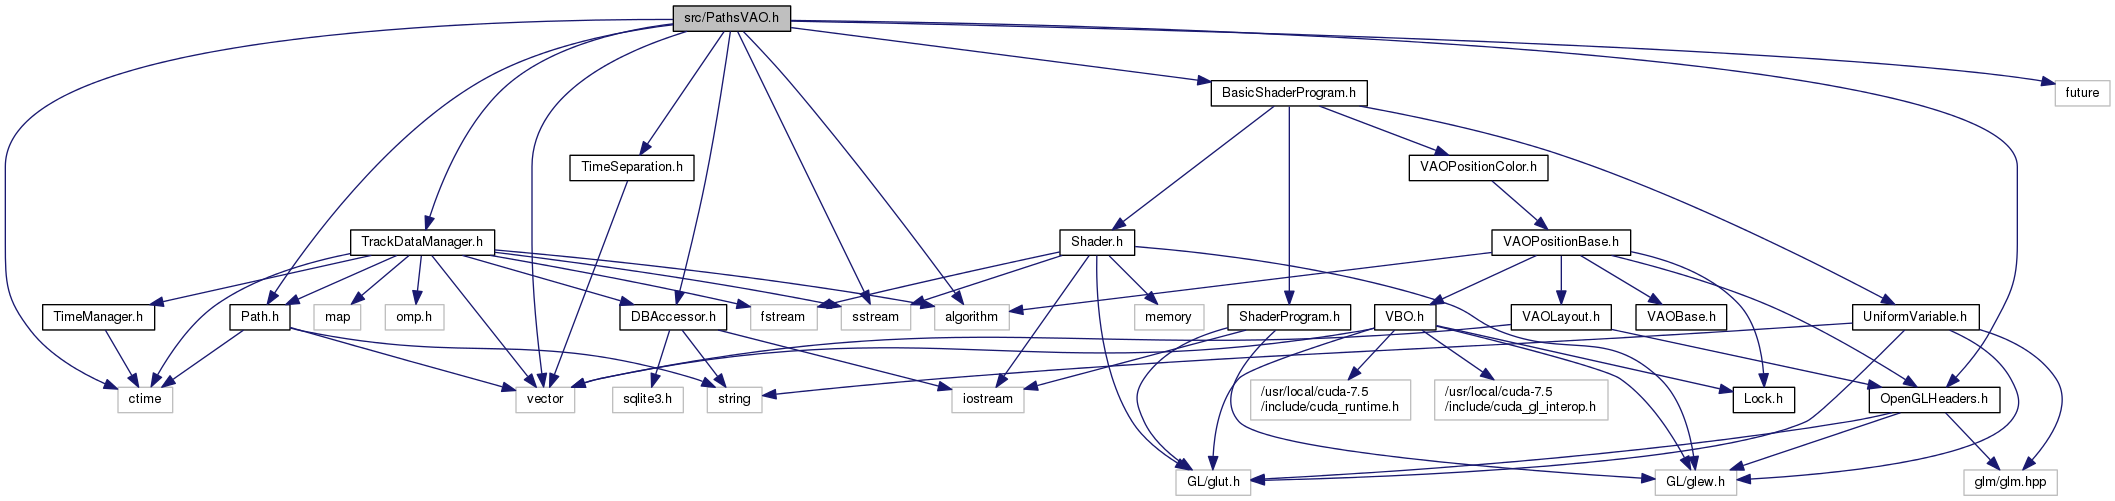 src/PathsVAO.h
BasicShaderProgram.h
future
TimeSeparation.h
VAOPositionColor.h
TrackDataManager.h
Shader.h
VAOPositionBase.h
TimeManager.h
Path.h
map
omp.h
DBAccessor.h
fstream
sstream
algorithm
memory
ShaderProgram.h
VBO.h
VAOLayout.h
VAOBase.h
UniformVariable.h
ctime
vector
sqlite3.h
string
iostream
/usr/local/cuda-7.5
/include/cuda_runtime.h
/usr/local/cuda-7.5
/include/cuda_gl_interop.h
Lock.h
OpenGLHeaders.h
GL/glut.h
GL/glew.h
glm/glm.hpp